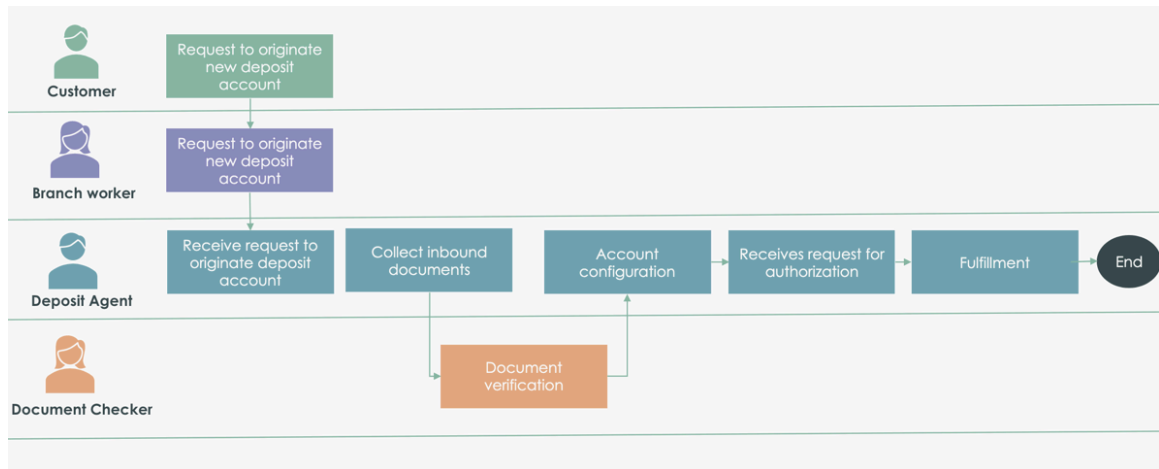 Request to originate
new deposit
account
Customer
Request to originate
new deposit
account
Branch worker
Receive request to
originate deposit
account
Collect inbound
documents
Account
configuration
Receives request for
authorization
Fulfillment
End
Deposit Agent
Document
verification
Document Checker